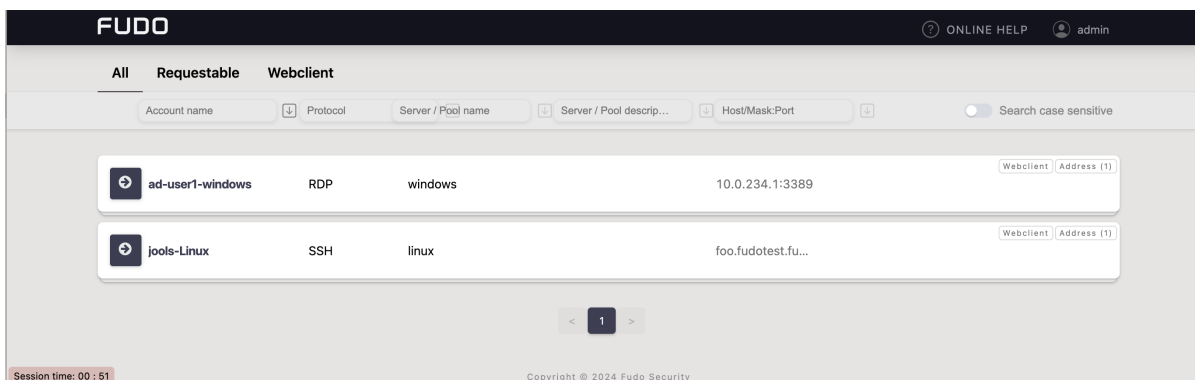 FUDO
ONLINE HELP admin
All Requestable Webclient
Account name Protocol Server / Pool name Server / Pool descrip... Host/Mask:Port Search case sensitive
Webclient Address (1)
ad-user1-windows RDP windows 10.0.234.1:3389
Webclient Address (1)
jools-Linux SSH linux foo.fudotest.fu...
< 1 >
Session time: 00 : 51
Copyright © 2024 Fudo Security